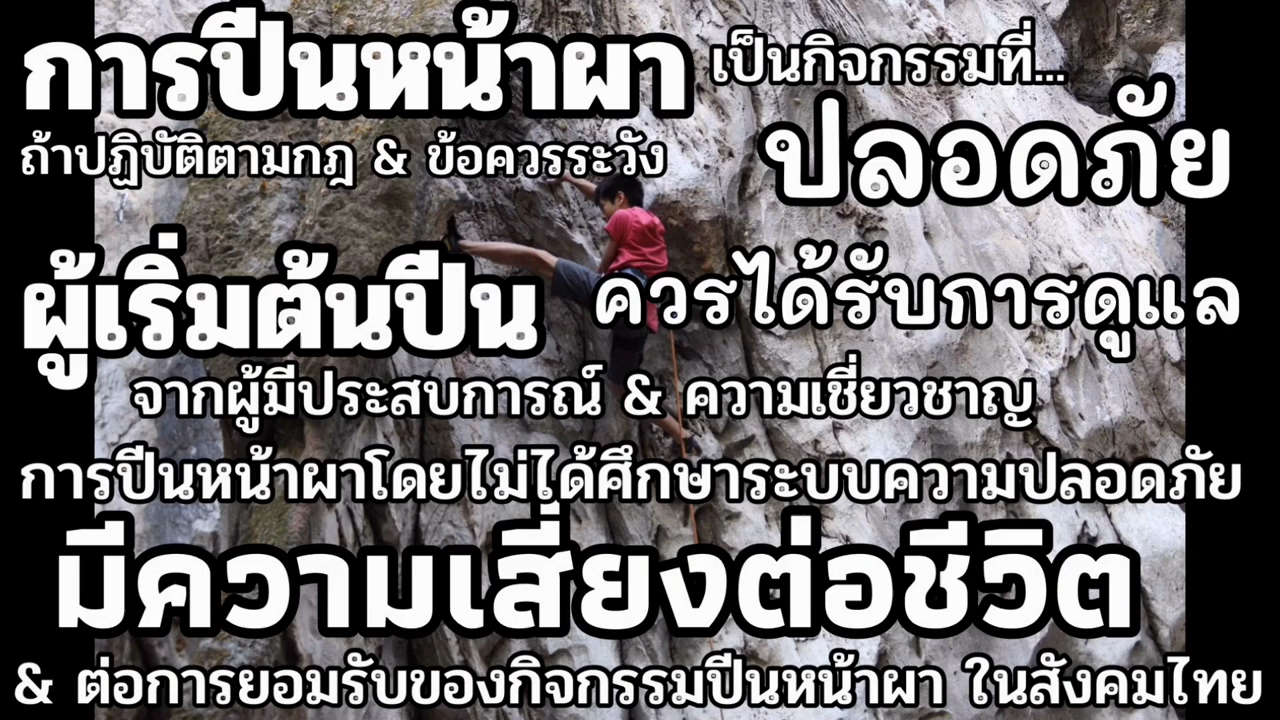 การปีนหน้าผา เป็นกิจกรรมที่...
ปลอดภัย
ถ้าปฏิบัติตามกฎ & ข้อควรระวัง
ผู้เริ่มต้นปีน ควรได้รับการดูแล
จากผู้มีประสบการณ์ & ความเชี่ยวชาญ
การปีนหน้าผาโดยไม่ได้ศึกษาระบบความปลอดภัย
มีความเสี่ยงต่อชีวิต
& ต่อการยอมรับของกิจกรรมปีนหน้าผา ในสังคมไทย